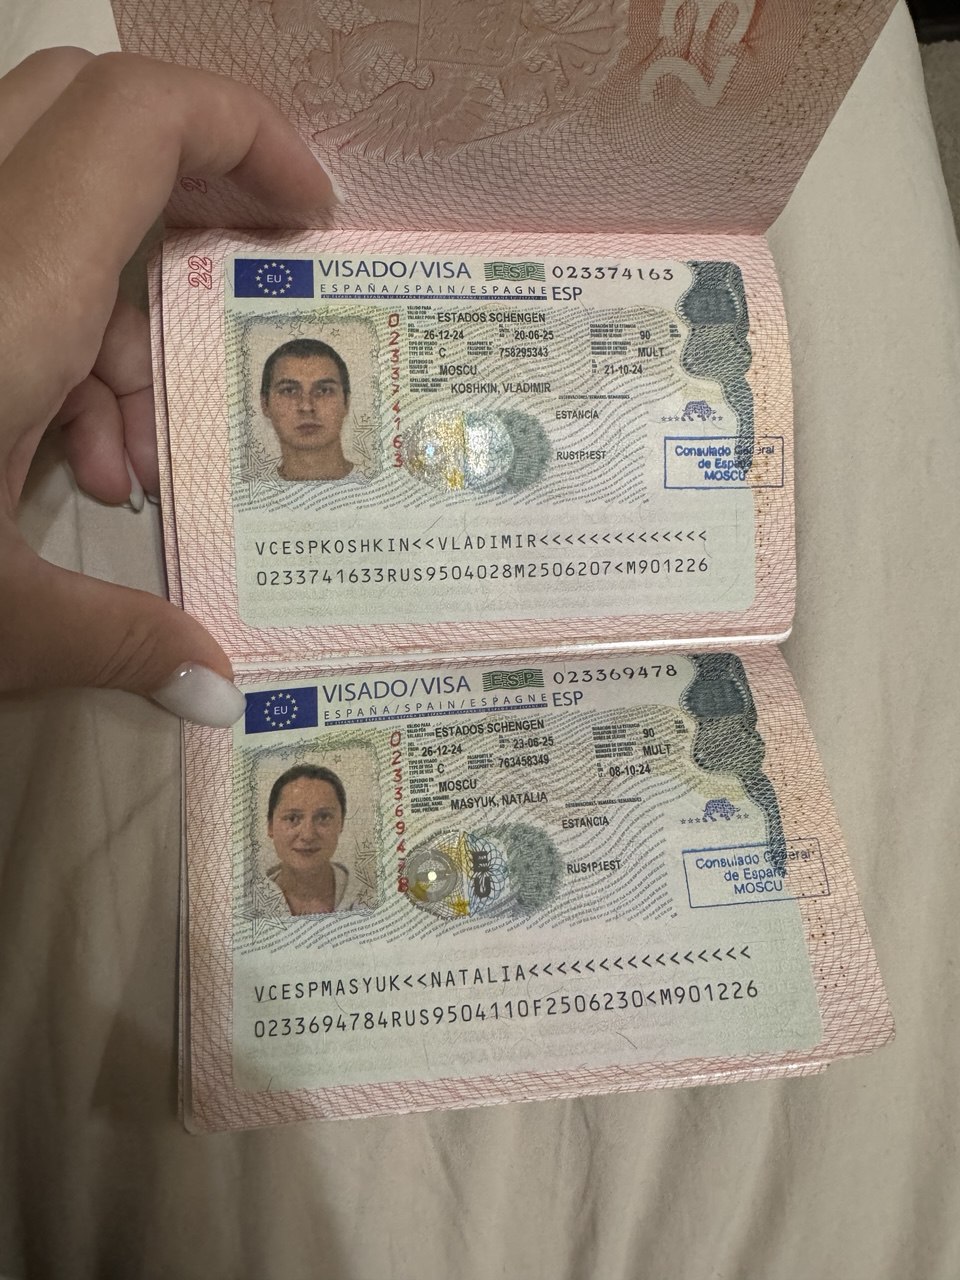 22
EU
VISADO/VISA ESP 023374163
ESPAÑA/SPAIN/ESPAGNE ESP
ESTADOS SCHENGEN
26-12-24 20-06-25 90
C 758295343 MULT
MOSCU 21-10-24
KOSHKIN, VLADIMIR
ESTANCIA
RUS1P1EST
023374163
Consulado General
de España
MOSCU
VCESPKOSHKIN<<VLADIMIR<<<<<<<<<<<<<<
0233741633RUS9504028M2506207<M901226
EU
VISADO/VISA ESP 023369478
ESPAÑA/SPAIN/ESPAGNE ESP
ESTADOS SCHENGEN
26-12-24 23-06-25 90
C 763458349 MULT
MOSCU 08-10-24
MASYUK, NATALIA
ESTANCIA
RUS1P1EST
023369478
Consulado General
de España
MOSCU
VCESPMASYUK<<NATALIA<<<<<<<<<<<<<<<<
0233694784RUS9504110F2506230<M901226